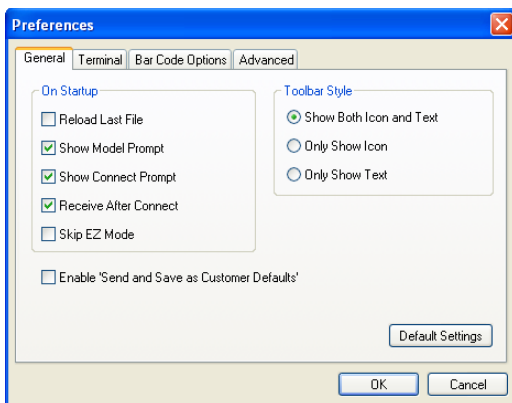 Preferences
General Terminal Bar Code Options Advanced
On Startup
Reload Last File
Show Model Prompt
Show Connect Prompt
Receive After Connect
Skip EZ Mode
Toolbar Style
Show Both Icon and Text
Only Show Icon
Only Show Text
Enable 'Send and Save as Customer Defaults'
Default Settings
OK Cancel